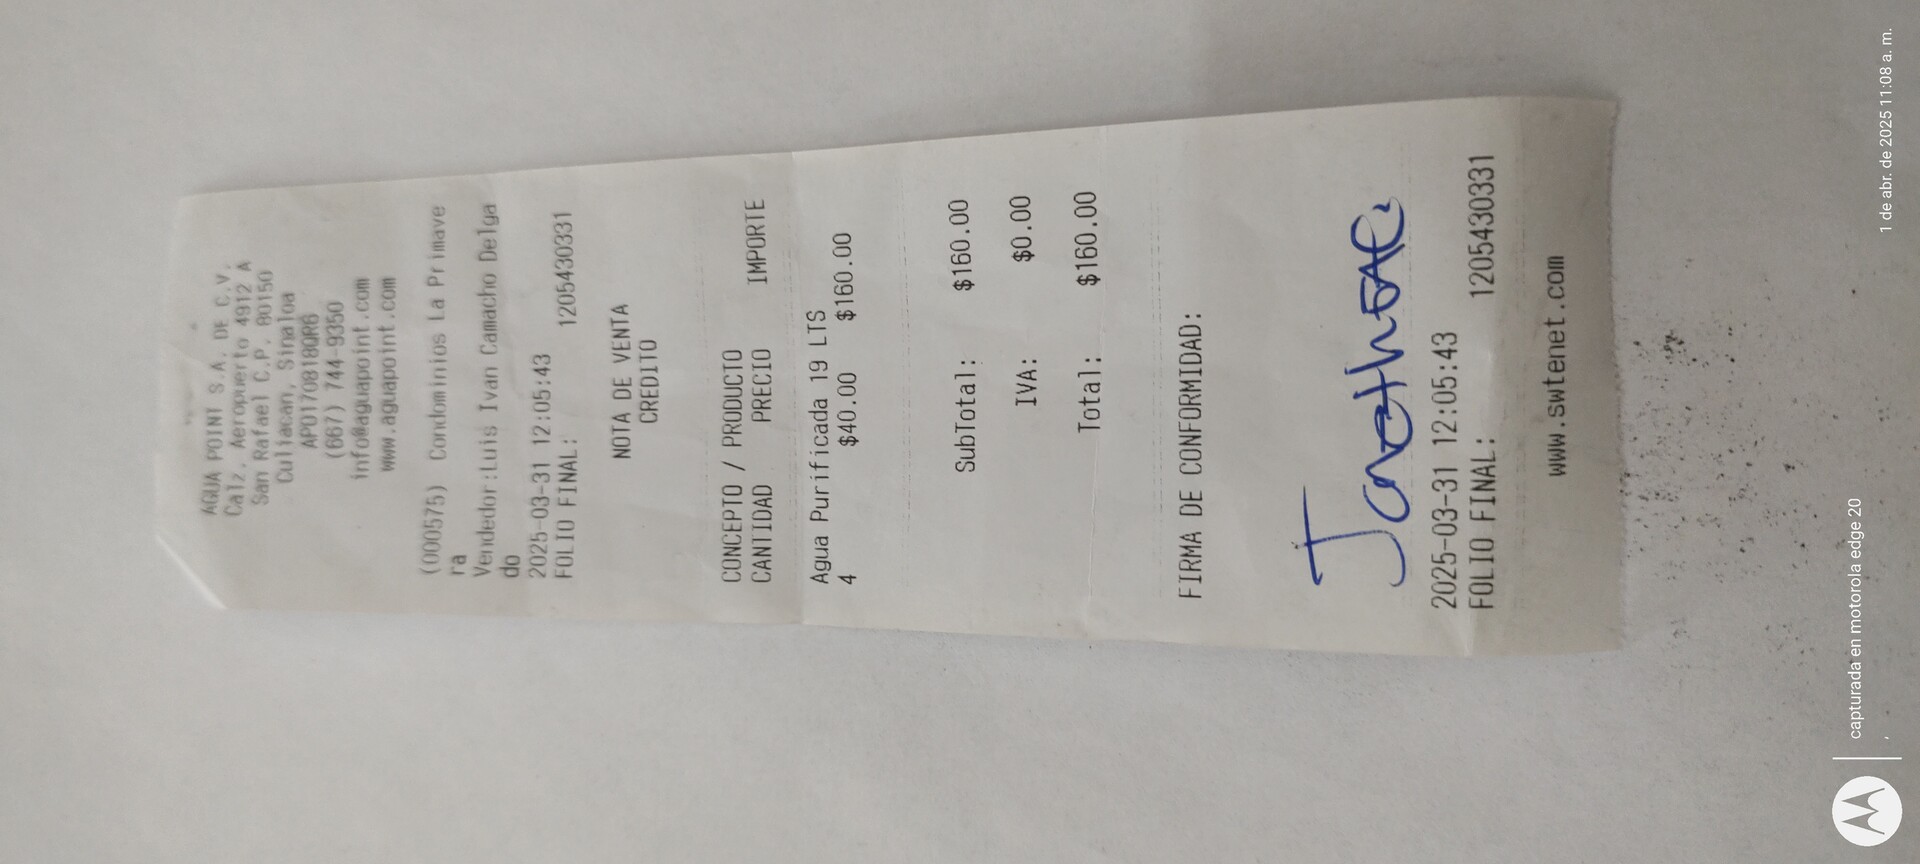 AGUA POINT S.A. DE C.V.
Calz. Aeropuerto 4912 A
San Rafael C.P. 80150
Culiacan, Sinaloa
APO170818QR6
(667) 744-9350
info@aguapoint.com
www.aguapoint.com
(000575) Condominios La Primave
ra
Vendedor:Luis Ivan Camacho Delga
do
2025-03-31 12:05:43
FOLIO FINAL: 1205430331
NOTA DE VENTA
CREDITO
CONCEPTO / PRODUCTO
CANTIDAD PRECIO IMPORTE
Agua Purificada 19 LTS
4 $40.00 $160.00
SubTotal: $160.00
IVA: $0.00
Total: $160.00
FIRMA DE CONFORMIDAD:
2025-03-31 12:05:43
FOLIO FINAL: 1205430331
www.swtenet.com
capturada en motorola edge 20
1 de abr. de 2025 11:08 a. m.